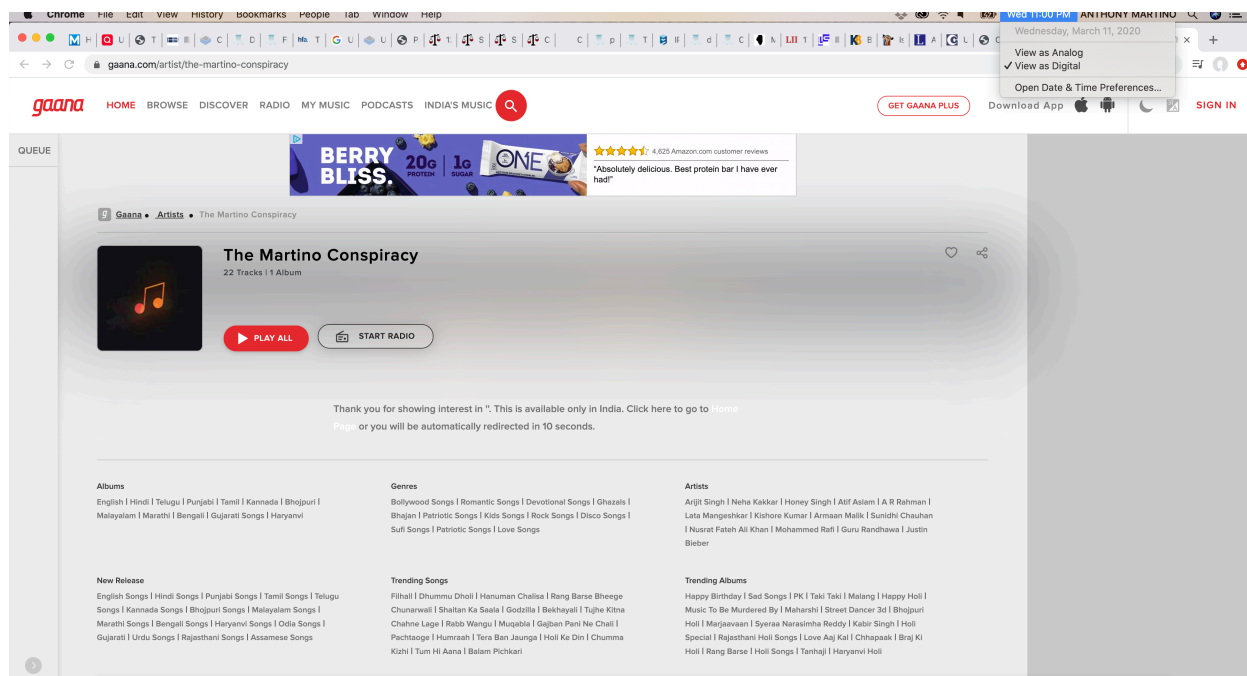 Chrome File Edit View History Bookmarks People Tab Window Help Wed 11:00 PM ANTHONY MARTINO
Wednesday, March 11, 2020
View as Analog
✓ View as Digital
Open Date & Time Preferences...
gaana.com/artist/the-martino-conspiracy
gaana HOME BROWSE DISCOVER RADIO MY MUSIC PODCASTS INDIA'S MUSIC GET GAANA PLUS Download App SIGN IN
QUEUE
BERRY BLISS.
20G PROTEIN | 1G SUGAR
ONE
4,625 Amazon.com customer reviews
"Absolutely delicious. Best protein bar I have ever
had!"
Gaana • Artists • The Martino Conspiracy
The Martino Conspiracy
22 Tracks | 1 Album
PLAY ALL START RADIO
Thank you for showing interest in ''. This is available only in India. Click here to go to Home
Page or you will be automatically redirected in 10 seconds.
Albums
English | Hindi | Telugu | Punjabi | Tamil | Kannada | Bhojpuri |
Malayalam | Marathi | Bengali | Gujarati Songs | Haryanvi
Genres
Bollywood Songs | Romantic Songs | Devotional Songs | Ghazals |
Bhajan | Patriotic Songs | Kids Songs | Rock Songs | Disco Songs |
Sufi Songs | Patriotic Songs | Love Songs
Artists
Arijit Singh | Neha Kakkar | Honey Singh | Atif Aslam | A R Rahman |
Lata Mangeshkar | Kishore Kumar | Armaan Malik | Sunidhi Chauhan
| Nusrat Fateh Ali Khan | Mohammed Rafi | Guru Randhawa | Justin
Bieber
New Release
English Songs | Hindi Songs | Punjabi Songs | Tamil Songs | Telugu
Songs | Kannada Songs | Bhojpuri Songs | Malayalam Songs |
Marathi Songs | Bengali Songs | Haryanvi Songs | Odia Songs |
Gujarati | Urdu Songs | Rajasthani Songs | Assamese Songs
Trending Songs
Filhall | Dhummu Dholi | Hanuman Chalisa | Rang Barse Bheege
Chunarwali | Shaitan Ka Saala | Godzilla | Bekhayali | Tujhe Kitna
Chahne Lage | Rabb Wangu | Muqabla | Gajban Pani Ne Chali |
Pachtaoge | Humraah | Tera Ban Jaunga | Holi Ke Din | Chumma
Kizhi | Tum Hi Aana | Balam Pichkari
Trending Albums
Happy Birthday | Sad Songs | PK | Taki Taki | Malang | Happy Holi |
Music To Be Murdered By | Maharshi | Street Dancer 3d | Bhojpuri
Holi | Marjaavaan | Syeraa Narasimha Reddy | Kabir Singh | Holi
Special | Rajasthani Holi Songs | Love Aaj Kal | Chhapaak | Braj Ki
Holi | Rang Barse | Holi Songs | Tanhaji | Haryanvi Holi